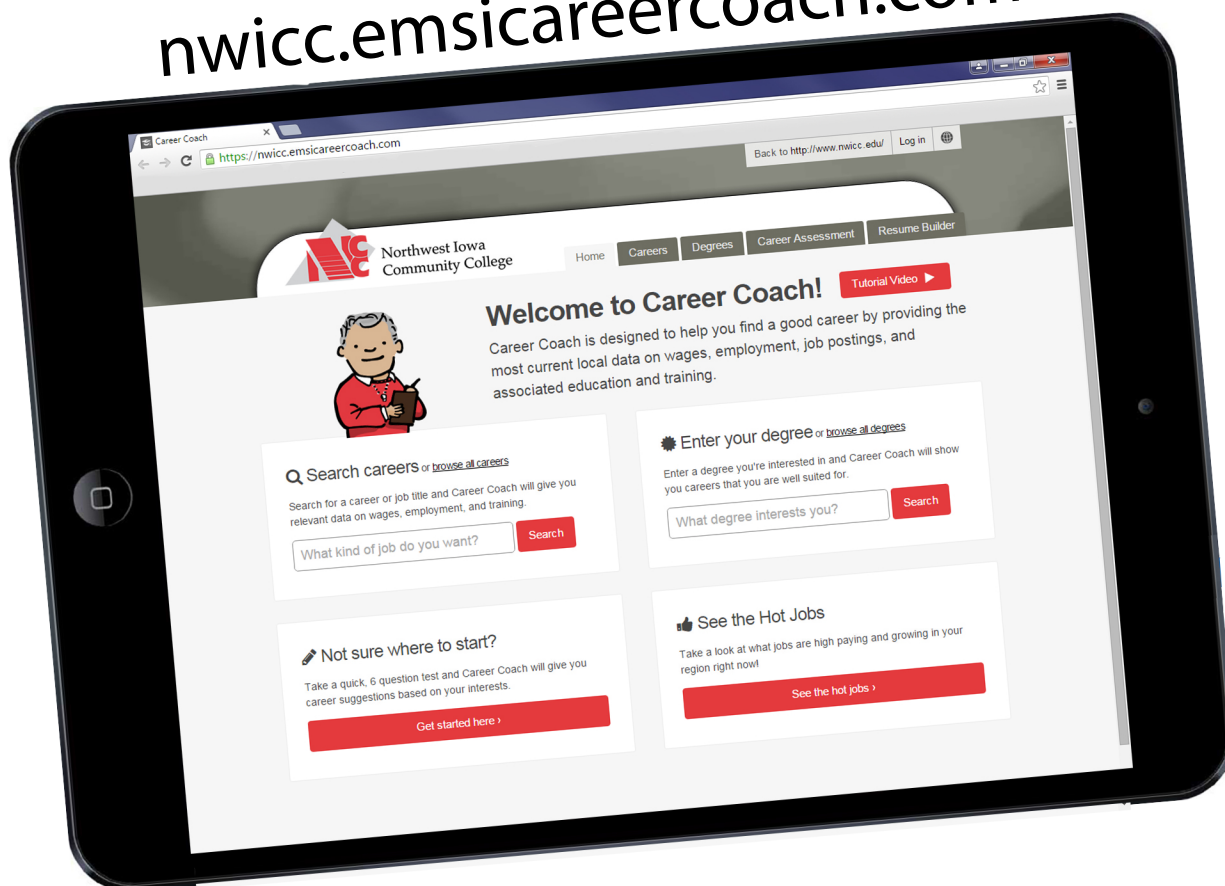 nwicc.emsicareercoach.com
Career Coach
https://nwicc.emsicareercoach.com
Back to http://www.nwicc.edu/ Log in
NCC
Northwest Iowa
Community College
Home Careers Degrees Career Assessment Resume Builder
Welcome to Career Coach! Tutorial Video
Career Coach is designed to help you find a good career by providing the
most current local data on wages, employment, job postings, and
associated education and training.
Search careers or browse all careers
Search for a career or job title and Career Coach will give you
relevant data on wages, employment, and training.
What kind of job do you want? Search
Enter your degree or browse all degrees
Enter a degree you're interested in and Career Coach will show
you careers that you are well suited for.
What degree interests you? Search
Not sure where to start?
Take a quick, 6 question test and Career Coach will give you
career suggestions based on your interests.
Get started here ›
See the Hot Jobs
Take a look at what jobs are high paying and growing in your
region right now!
See the hot jobs ›